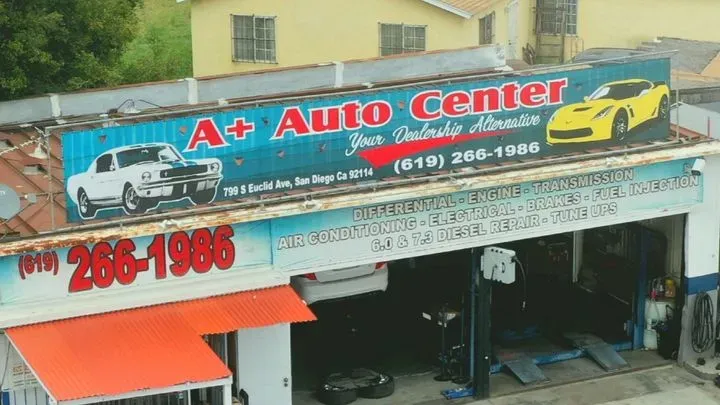 A+ Auto Center
Your Dealership Alternative
799 S Euclid Ave, San Diego Ca 92114
(619) 266-1986
DIFFERENTIAL - ENGINE - TRANSMISSION
AIR CONDITIONING - ELECTRICAL - BRAKES - FUEL INJECTION
6.0 & 7.3 DIESEL REPAIR - TUNE UPS
(619) 266-1986